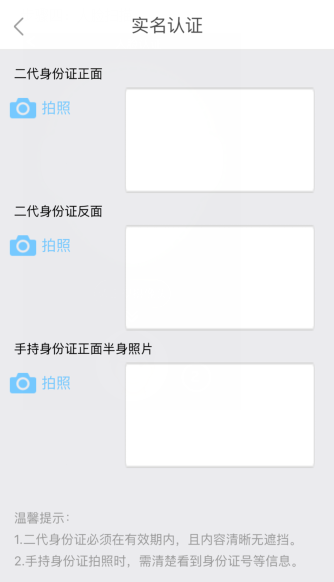 实名认证
二代身份证正面
拍照
二代身份证反面
拍照
手持身份证正面半身照片
拍照
温馨提示：
1.二代身份证必须在有效期内，且内容清晰无遮挡。
2.手持身份证拍照时，需清楚看到身份证号等信息。